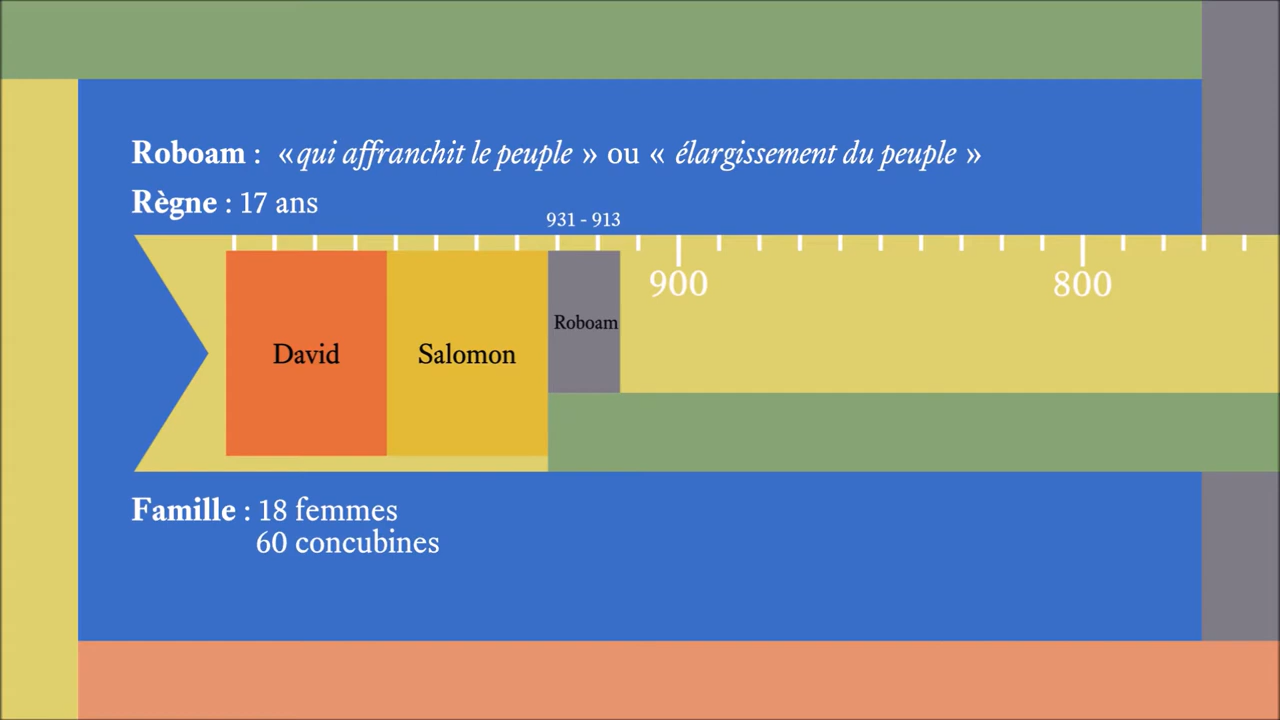 Roboam : «qui affranchit le peuple » ou « élargissement du peuple »
Règne : 17 ans
931 - 913
900
800
Roboam
David
Salomon
Famille : 18 femmes
60 concubines